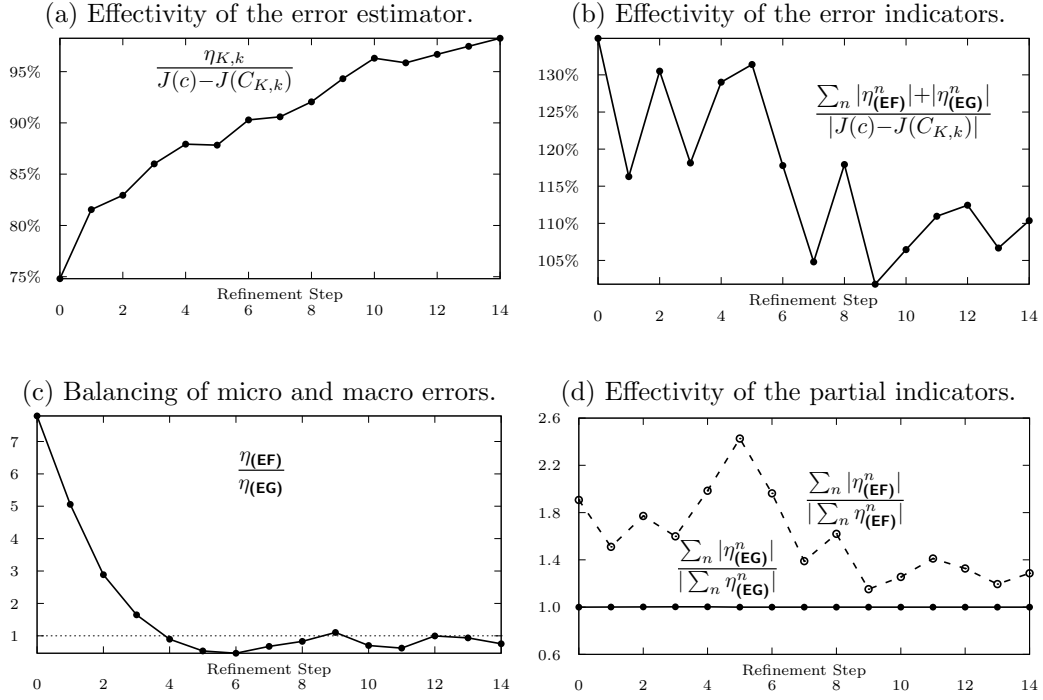 (a) Effectivity of the error estimator.
95%
90%
85%
80%
75%
η_{K,k}
J(c)−J(C_{K,k})
Refinement Step
0 2 4 6 8 10 12 14
(b) Effectivity of the error indicators.
130%
125%
120%
115%
110%
105%
∑_n |η^n_{(EF)}|+|η^n_{(EG)}|
|J(c)−J(C_{K,k})|
Refinement Step
0 2 4 6 8 10 12 14
(c) Balancing of micro and macro errors.
7
6
5
4
3
2
1
η_{(EF)}
η_{(EG)}
Refinement Step
0 2 4 6 8 10 12 14
(d) Effectivity of the partial indicators.
2.6
2.2
1.8
1.4
1.0
0.6
∑_n |η^n_{(EF)}|
|∑_n η^n_{(EF)}|
∑_n |η^n_{(EG)}|
|∑_n η^n_{(EG)}|
Refinement Step
0 2 4 6 8 10 12 14